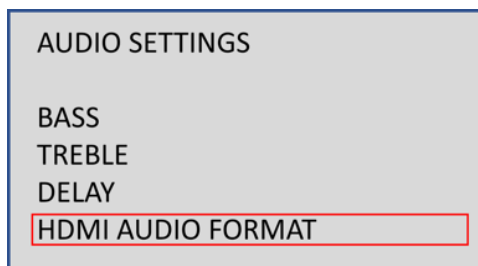 AUDIO SETTINGS
BASS
TREBLE
DELAY
HDMI AUDIO FORMAT